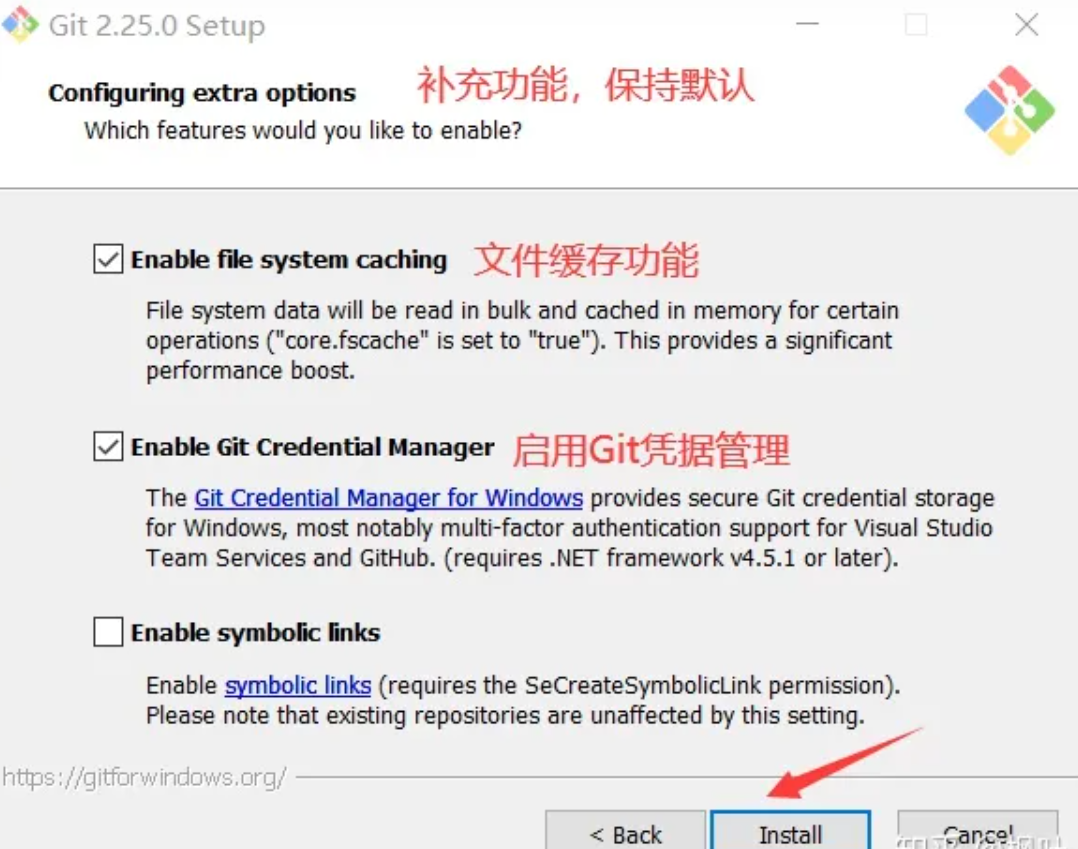 Git 2.25.0 Setup
Configuring extra options 补充功能，保持默认
Which features would you like to enable?
Enable file system caching 文件缓存功能
File system data will be read in bulk and cached in memory for certain
operations ("core.fscache" is set to "true"). This provides a significant
performance boost.
Enable Git Credential Manager 启用Git凭据管理
The Git Credential Manager for Windows provides secure Git credential storage
for Windows, most notably multi-factor authentication support for Visual Studio
Team Services and GitHub. (requires .NET framework v4.5.1 or later).
Enable symbolic links
Enable symbolic links (requires the SeCreateSymbolicLink permission).
Please note that existing repositories are unaffected by this setting.
https://gitforwindows.org/
< Back Install Cancel